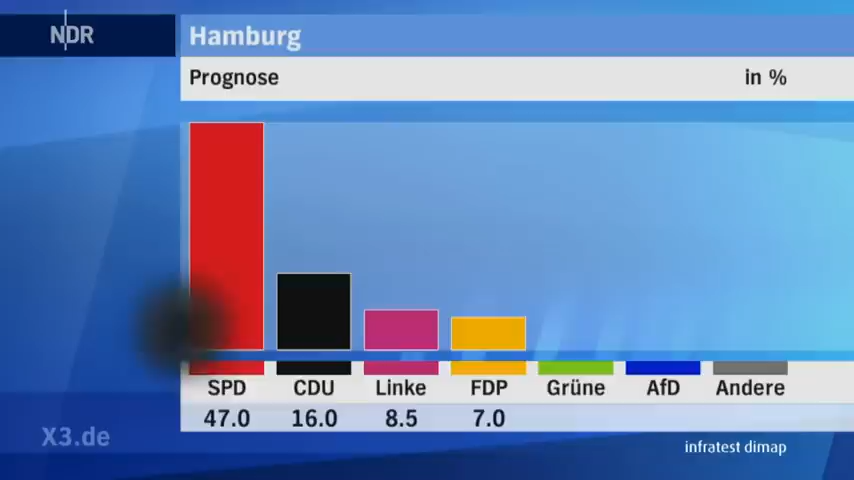 NDR
Hamburg
Prognose in %
SPD CDU Linke FDP Grüne AfD Andere
47.0 16.0 8.5 7.0
X3.de
infratest dimap